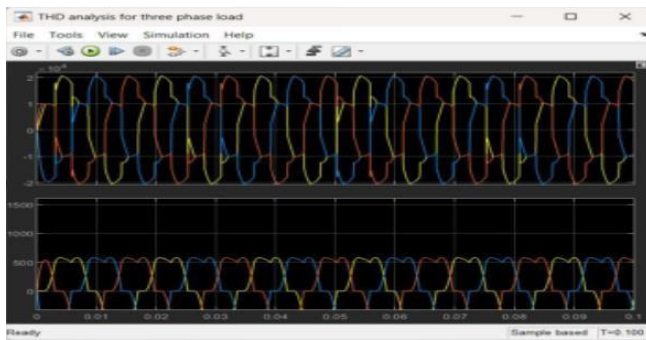 THD analysis for three phase load
File Tools View Simulation Help
×10⁴
2
1
0
-1
-2
1500
1000
500
0
0 0.01 0.02 0.03 0.04 0.05 0.06 0.07 0.08 0.09 0.1
Ready Sample based T=0.100